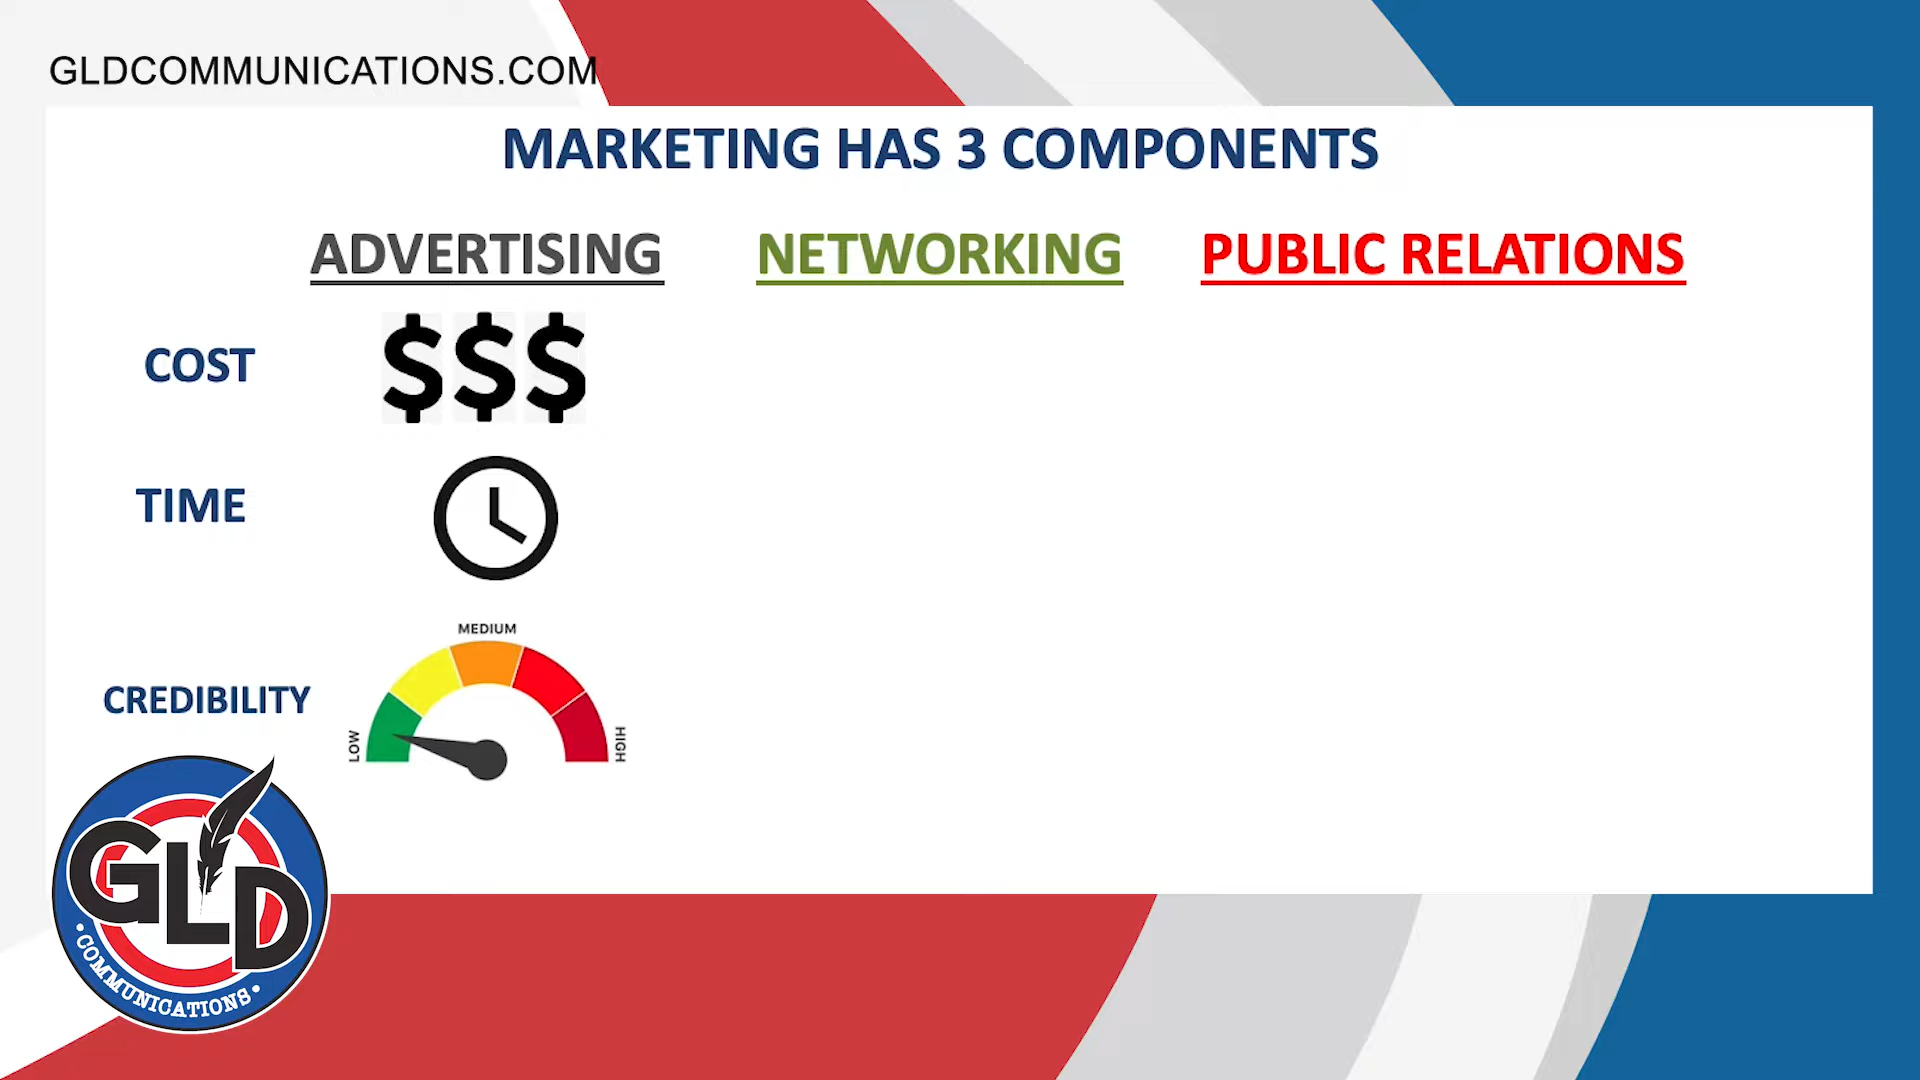 GLDCOMMUNICATIONS.COM
MARKETING HAS 3 COMPONENTS
ADVERTISING NETWORKING PUBLIC RELATIONS
COST $$$
TIME
CREDIBILITY
MEDIUM
LOW
HIGH
GLD
• COMMUNICATIONS •